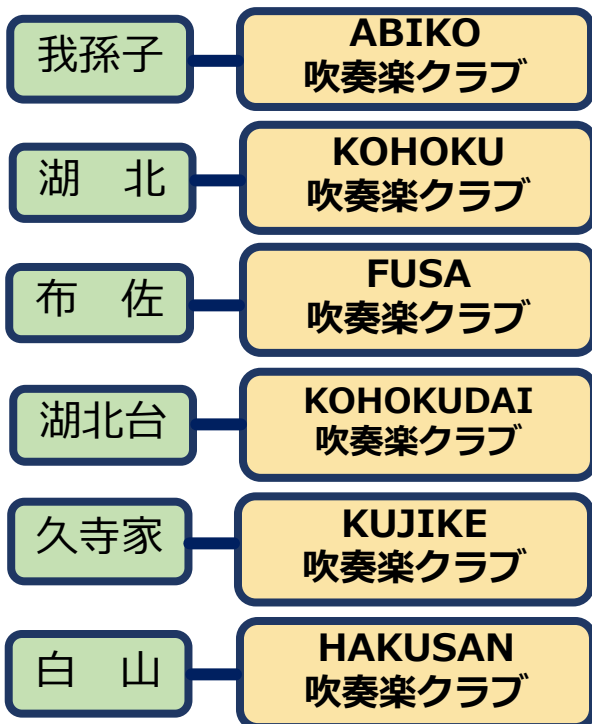 我孫子
ABIKO
吹奏楽クラブ
湖　北
KOHOKU
吹奏楽クラブ
布　佐
FUSA
吹奏楽クラブ
湖北台
KOHOKUDAI
吹奏楽クラブ
久寺家
KUJIKE
吹奏楽クラブ
白　山
HAKUSAN
吹奏楽クラブ